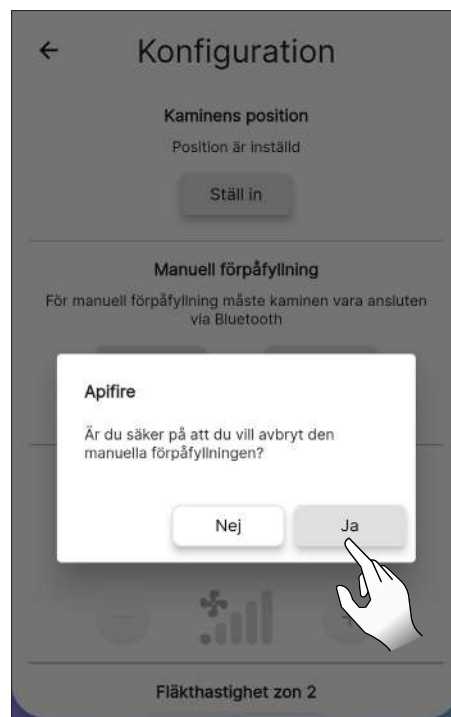 Konfiguration
Kaminens position
Position är inställd
Ställ in
Manuell förpåfyllning
För manuell förpåfyllning måste kaminen vara ansluten
via Bluetooth
Apifire
Är du säker på att du vill avbryt den
manuella förpåfyllningen?
Nej
Ja
Fläkthastighet zon 2